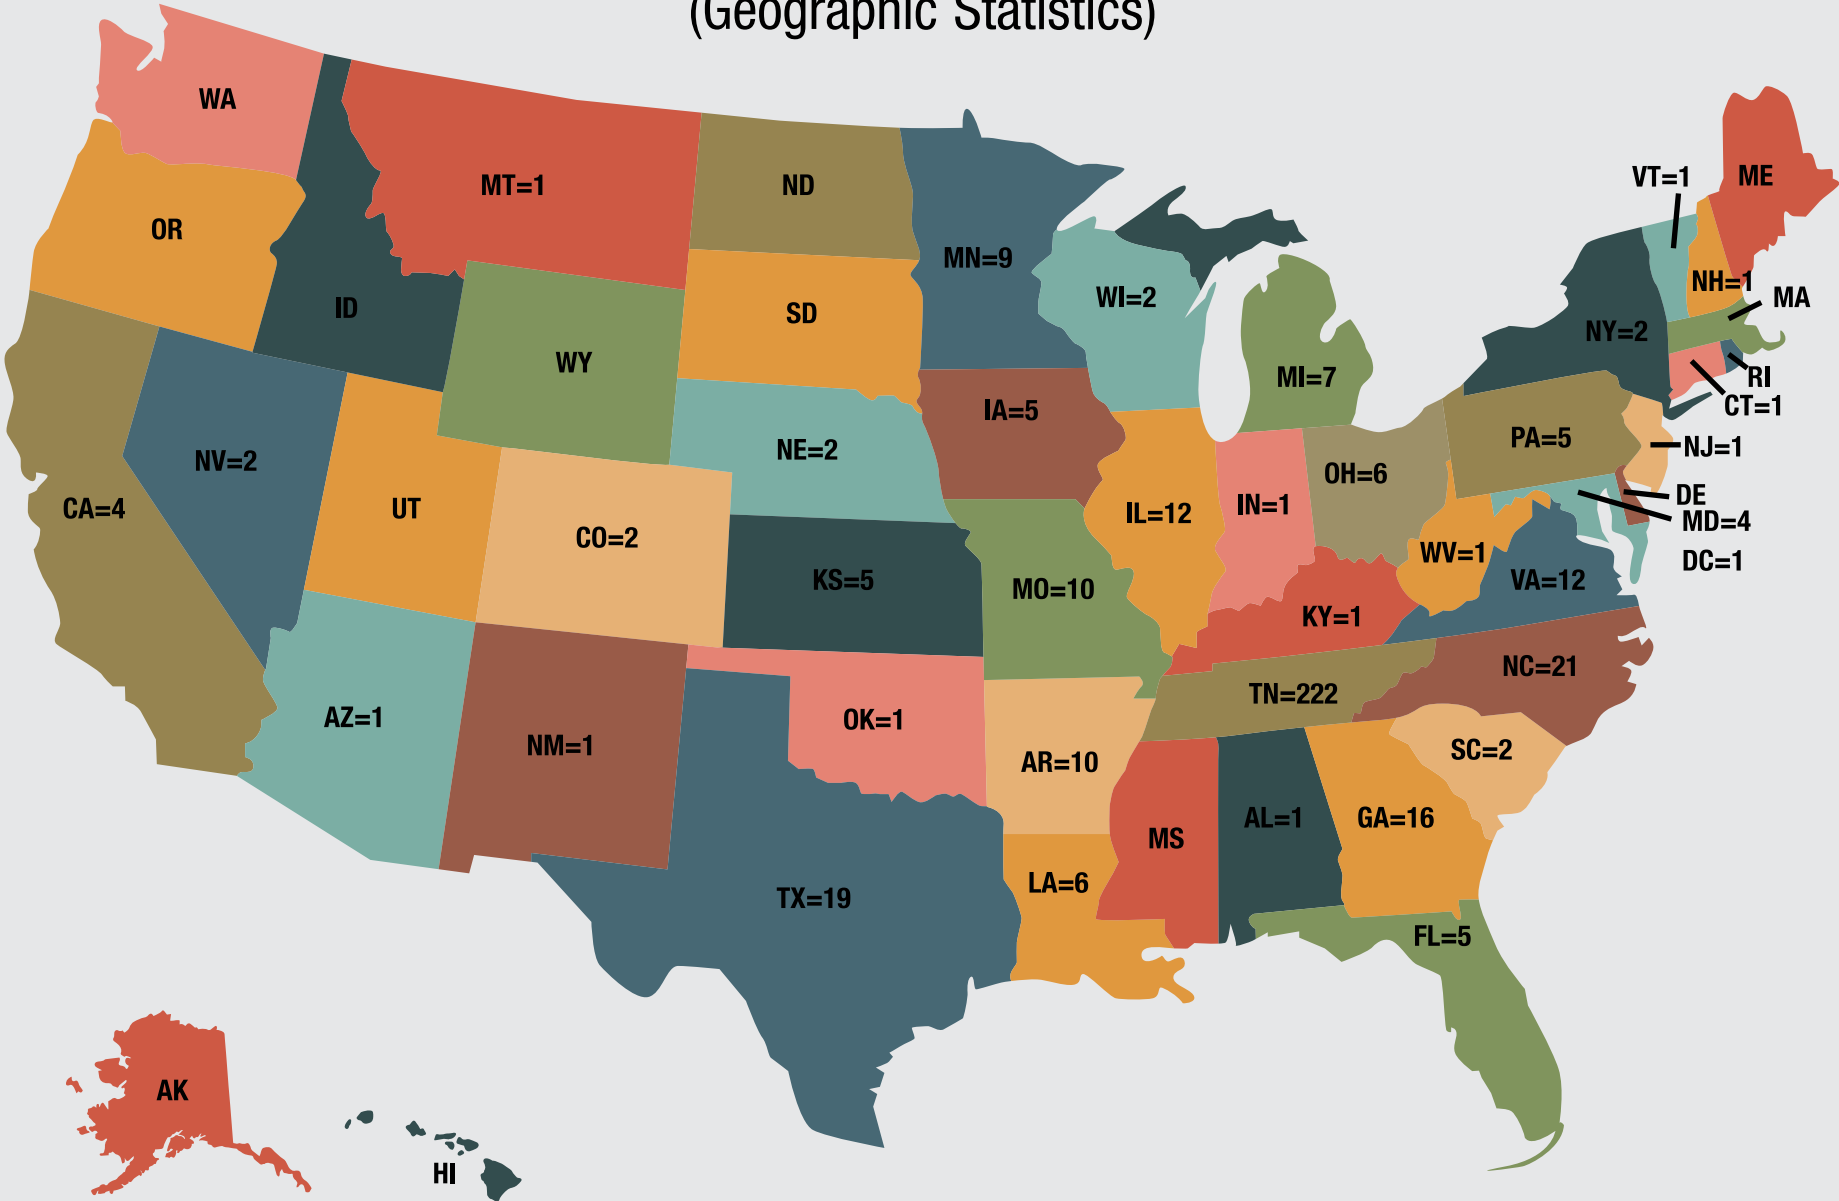 (Geographic Statistics)
WA
MT=1
ND
MN=9
VT=1
ME
OR
ID
SD
WI=2
NH=1
MA
WY
MI=7
NY=2
RI
CT=1
IA=5
NE=2
NV=2
PA=5
NJ=1
CA=4
UT
CO=2
IL=12
IN=1
OH=6
DE
MD=4
DC=1
KS=5
MO=10
WV=1
VA=12
KY=1
AZ=1
NM=1
OK=1
TN=222
NC=21
AR=10
SC=2
TX=19
MS
AL=1
GA=16
LA=6
FL=5
AK
HI